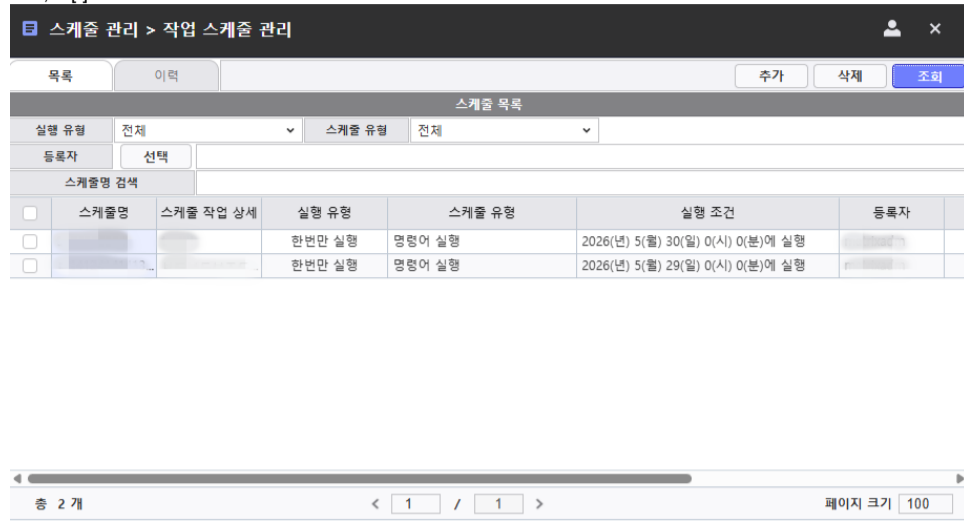 스케줄 관리 > 작업 스케줄 관리
목록 이력 추가 삭제 조회
스케줄 목록
실행 유형 전체 스케줄 유형 전체
등록자 선택
스케줄명 검색
스케줄명 스케줄 작업 상세 실행 유형 스케줄 유형 실행 조건 등록자
한번만 실행 명령어 실행 2026(년) 5(월) 30(일) 0(시) 0(분)에 실행
한번만 실행 명령어 실행 2026(년) 5(월) 29(일) 0(시) 0(분)에 실행
총 2 개 < 1 / 1 > 페이지 크기 100